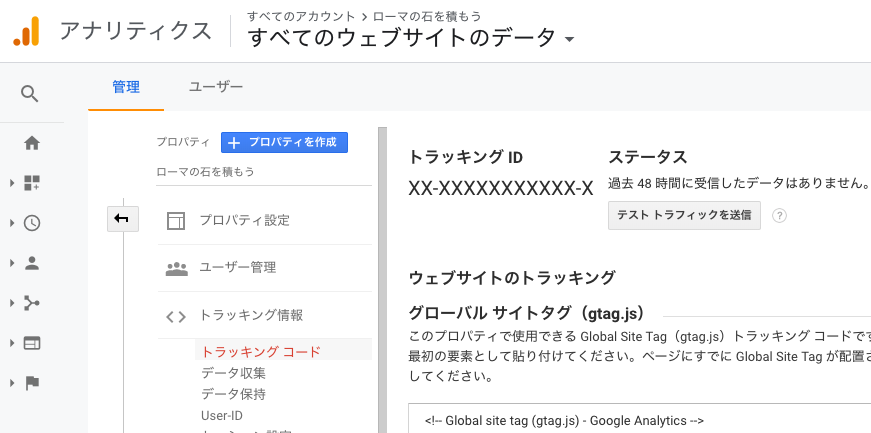 アナリティクス
すべてのアカウント > ローマの石を積もう
すべてのウェブサイトのデータ
管理
ユーザー
プロパティ
+ プロパティを作成
ローマの石を積もう
プロパティ設定
ユーザー管理
トラッキング情報
トラッキング コード
データ収集
データ保持
User-ID
トラッキング ID
XX-XXXXXXXXXXX-X
ステータス
過去 48 時間に受信したデータはありません。
テスト トラフィックを送信
?
ウェブサイトのトラッキング
グローバル サイトタグ（gtag.js）
このプロパティで使用できる Global Site Tag（gtag.js）トラッキング コードで
最初の要素として貼り付けてください。ページにすでに Global Site Tag が配置
してください。
<!-- Global site tag (gtag.js) - Google Analytics -->